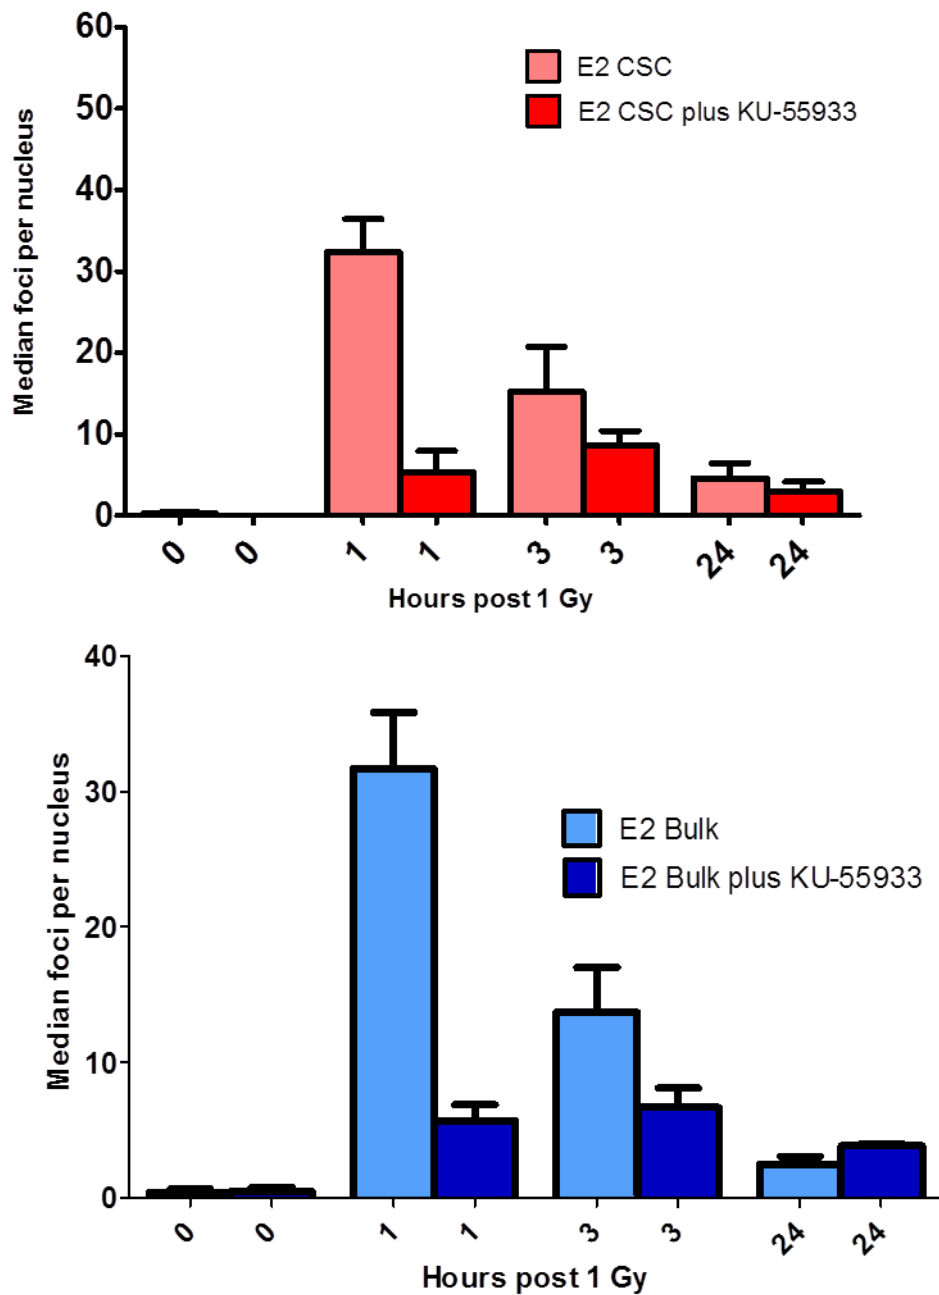 60
50
40
30
20
10
0
Median foci per nucleus
E2 CSC
E2 CSC plus KU-55933
0 0 1 1 3 3 24 24
Hours post 1 Gy
40
30
20
10
0
Median foci per nucleus
E2 Bulk
E2 Bulk plus KU-55933
0 0 1 1 3 3 24 24
Hours post 1 Gy